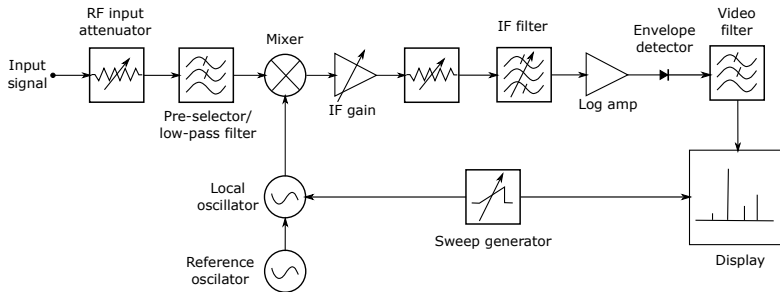 RF input
attenuator
Input
signal
Pre-selector/
low-pass filter
Mixer
IF gain
IF filter
Log amp
Envelope
detector
Video
filter
Local
oscillator
Sweep generator
Display
Reference
oscilator